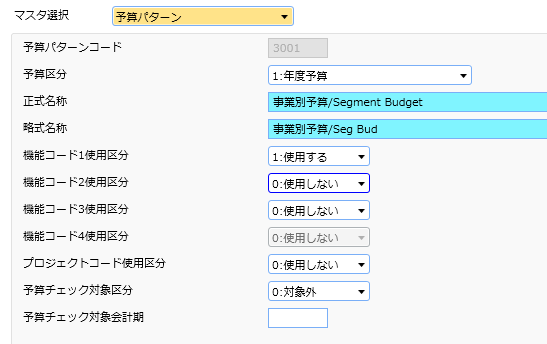 マスタ選択 予算パターン
予算パターンコード 3001
予算区分 1:年度予算
正式名称 事業別予算/Segment Budget
略式名称 事業別予算/Seg Bud
機能コード1使用区分 1:使用する
機能コード2使用区分 0:使用しない
機能コード3使用区分 0:使用しない
機能コード4使用区分 0:使用しない
プロジェクトコード使用区分 0:使用しない
予算チェック対象区分 0:対象外
予算チェック対象会計期